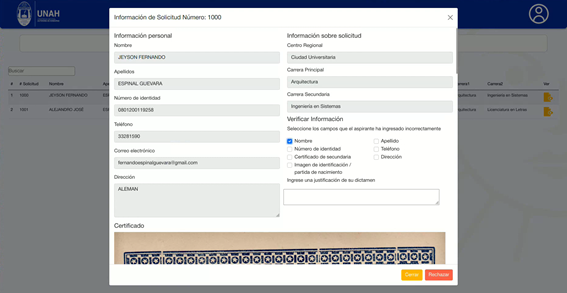 UNAH
Información de Solicitud Número: 1000
Información personal
Nombre
JEYSON FERNANDO
Apellidos
ESPINAL GUEVARA
Número de identidad
0801200119258
Teléfono
33281590
Correo electrónico
fernandoespinalguevara@gmail.com
Dirección
ALEMAN
Certificado
Información sobre solicitud
Centro Regional
Ciudad Universitaria
Carrera Principal
Arquitectura
Carrera Secundaria
Ingeniería en Sistemas
Verificar Información
Seleccione los campos que el aspirante ha ingresado incorrectamente
Nombre
Apellido
Número de identidad
Teléfono
Certificado de secundaria
Dirección
Imagen de identificación /
partida de nacimiento
Ingrese una justificación de su dictamen
Cerrar
Rechazar
Buscar
# # Solicitud Nombre
1 1000 JEYSON FERNANDO
2 1001 ALEJANDRO JOSÉ
Ver
Ingeniería en Sistemas
Licenciatura en Letras